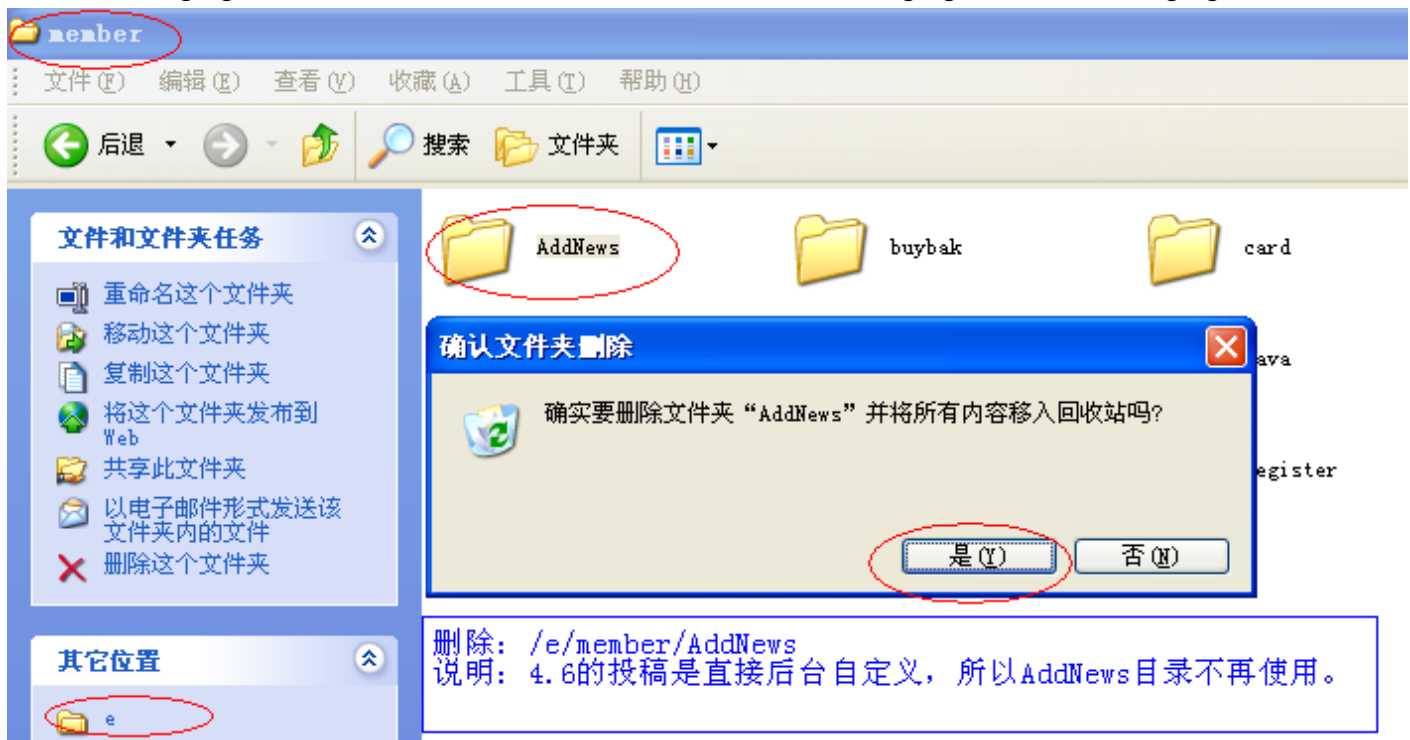 member
文件(F) 编辑(E) 查看(V) 收藏(A) 工具(T) 帮助(H)
后退 搜索 文件夹
文件和文件夹任务
重命名这个文件夹
移动这个文件夹
复制这个文件夹
将这个文件夹发布到
Web
共享此文件夹
以电子邮件形式发送该
文件夹内的文件
删除这个文件夹
其它位置
e
AddNews buybak card
ava
egister
确认文件夹删除
确实要删除文件夹“AddNews”并将所有内容移入回收站吗?
是(Y) 否(N)
删除: /e/member/AddNews
说明: 4.6的投稿是直接后台自定义，所以AddNews目录不再使用。